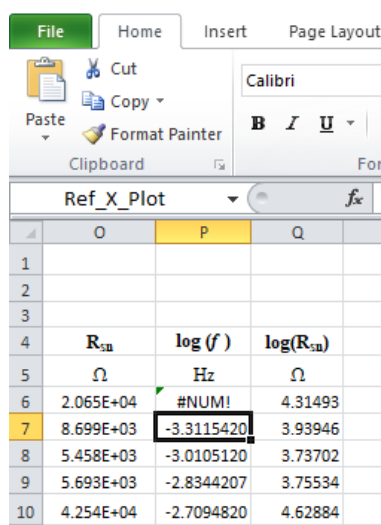 File Home Insert Page Layout
Cut
Copy
Paste
Format Painter
Clipboard
Calibri
B I U
For
Ref_X_Plot fx
O P Q
1
2
3
4 Rsn log (f ) log(Rsn)
5 Ω Hz Ω
6 2.065E+04 #NUM! 4.31493
7 8.699E+03 -3.3115420 3.93946
8 5.458E+03 -3.0105120 3.73702
9 5.693E+03 -2.8344207 3.75534
10 4.254E+04 -2.7094820 4.62884